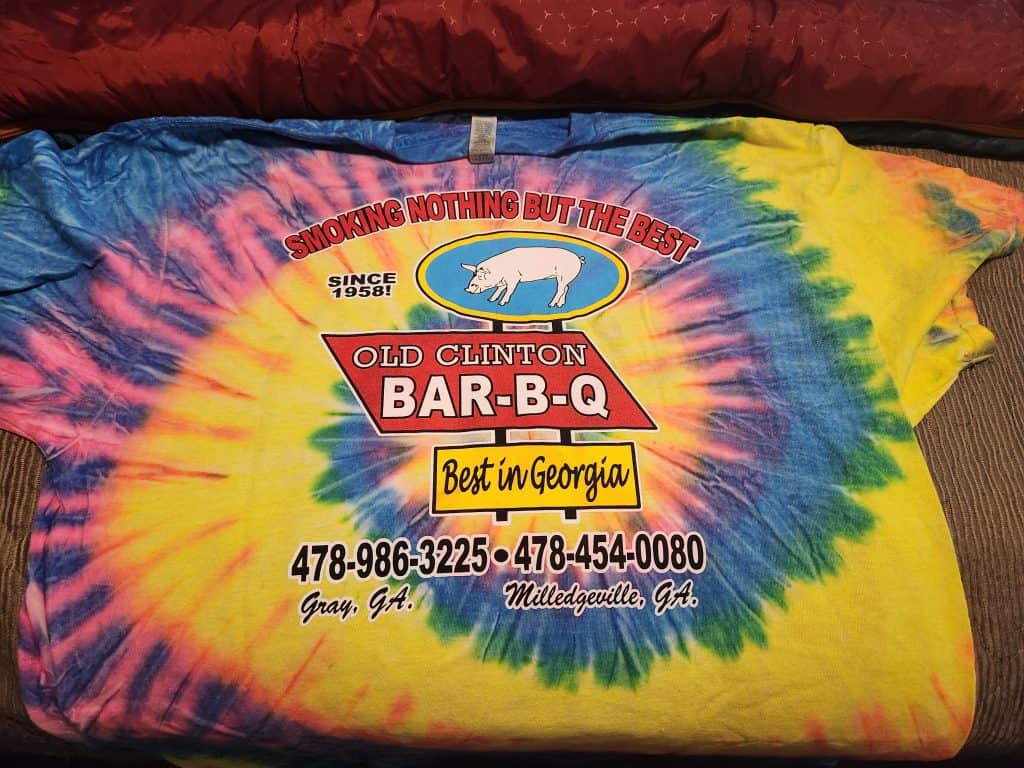 SMOKING NOTHING BUT THE BEST
SINCE
1958!
OLD CLINTON
BAR-B-Q
Best in Georgia
478-986-3225 • 478-454-0080
Gray, GA. Milledgeville, GA.